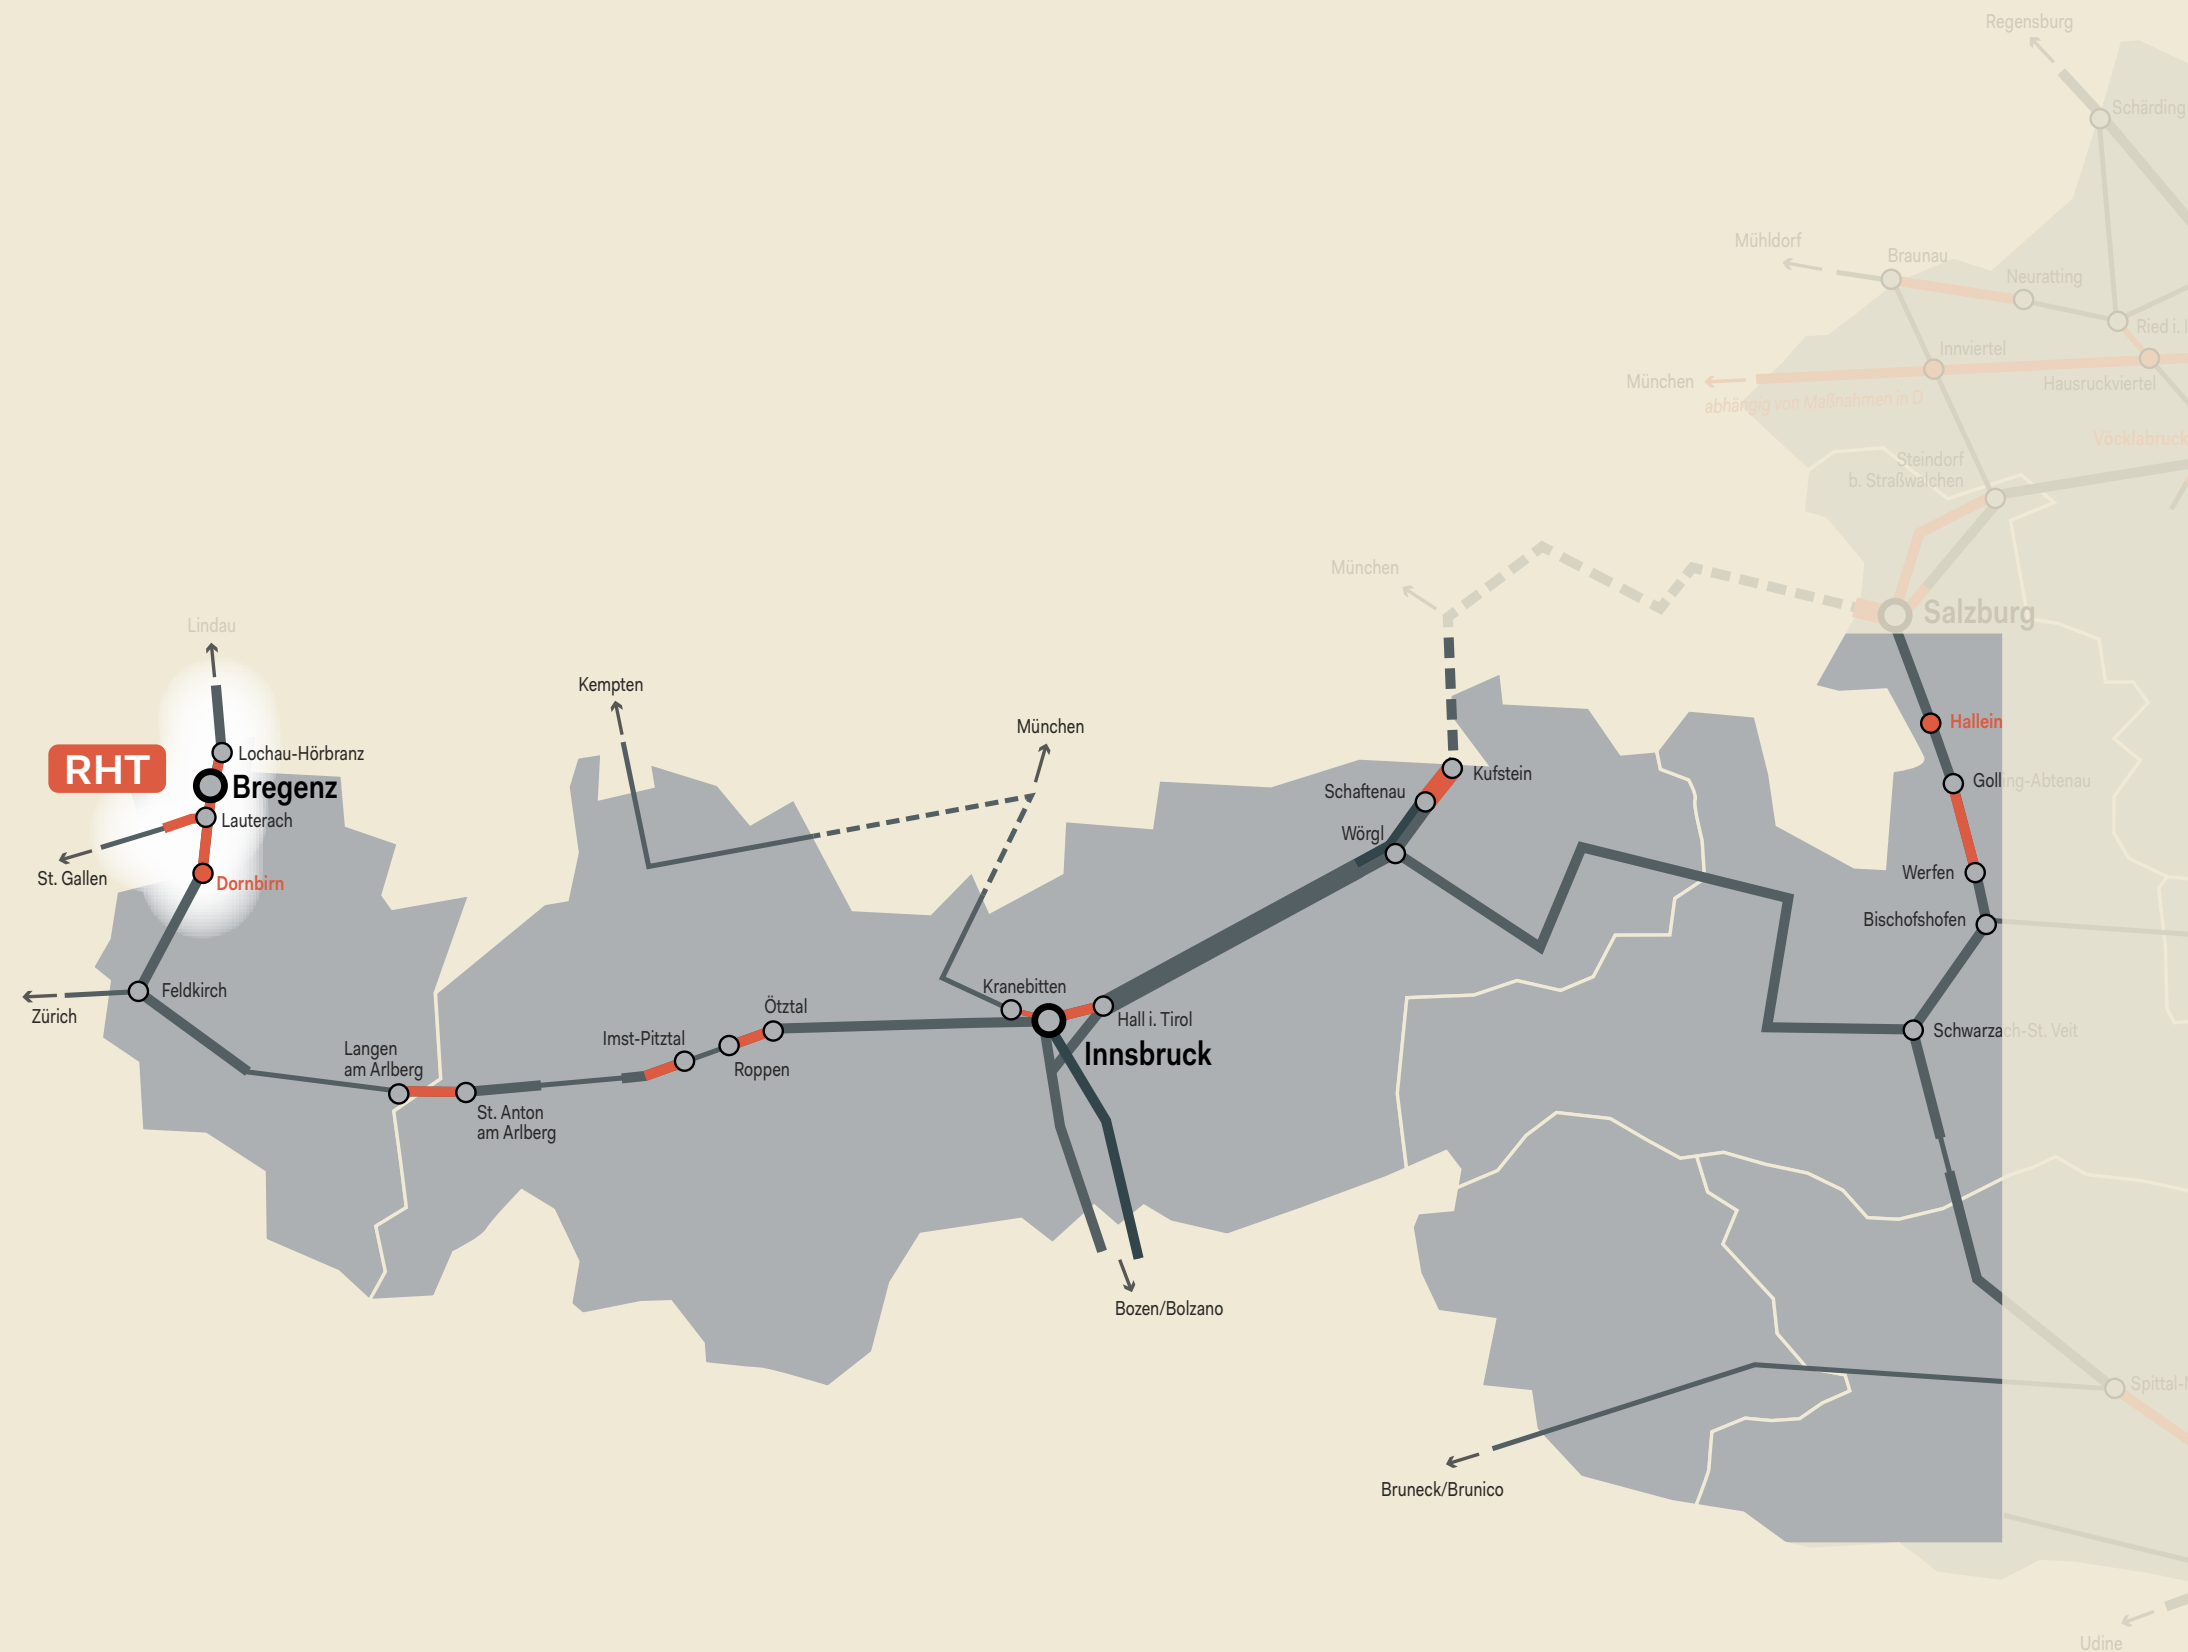 Regensburg
Schärding
Mühldorf
Braunau
Neuratting
Ried i. I
Innviertel
München
Hausruckviertel
abhängig von Maßnahmen in D
Vöcklabruck
Steindorf
b. Straßwalchen
München
Salzburg
Lindau
Kempten
München
Hallein
RHT
Lochau-Hörbranz
Bregenz
Lauterach
St. Gallen
Dornbirn
Kufstein
Schaftenau
Wörgl
Golling-Abtenau
Werfen
Bischofshofen
Feldkirch
Zürich
Kranebitten
Ötztal
Hall i. Tirol
Innsbruck
Imst-Pitztal
Roppen
Schwarzach-St. Veit
Langen
am Arlberg
St. Anton
am Arlberg
Bozen/Bolzano
Spittal-
Bruneck/Brunico
Udine